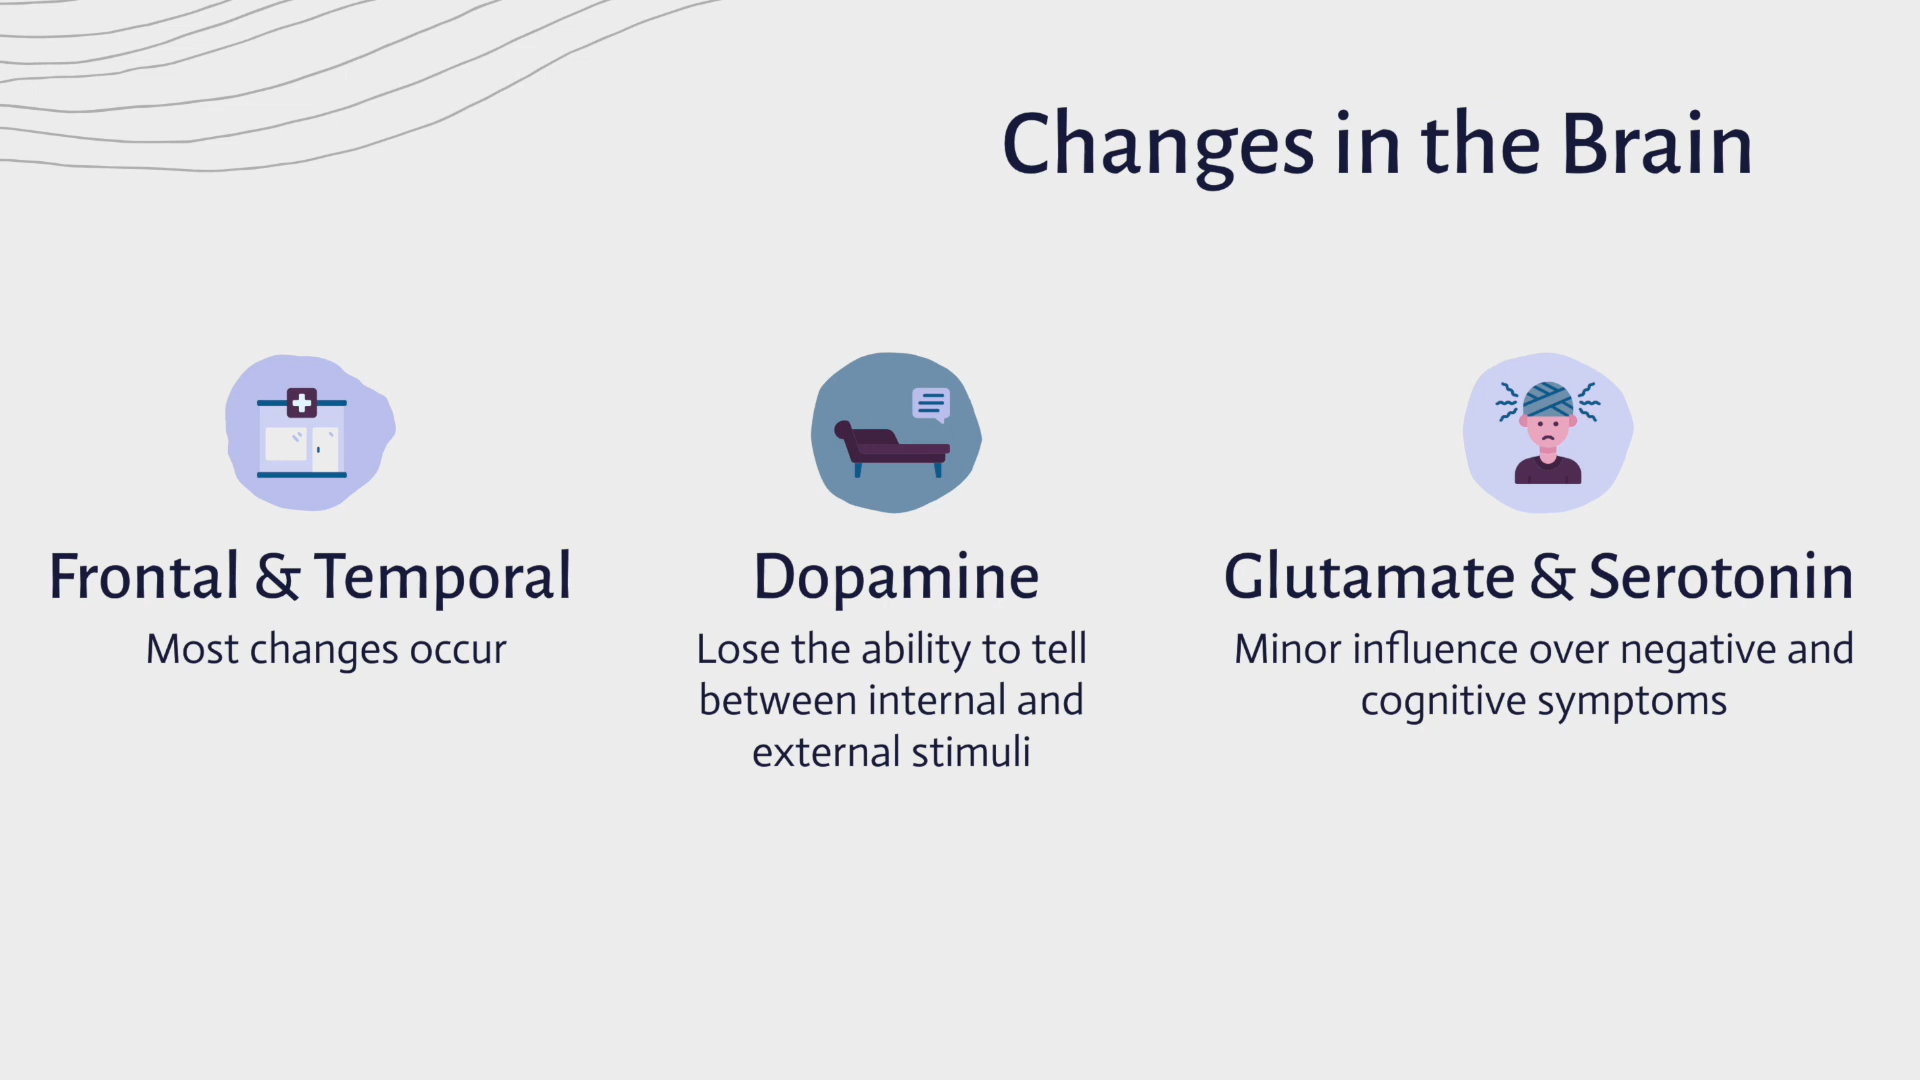 Changes in the Brain
Frontal & Temporal
Most changes occur
Dopamine
Lose the ability to tell
between internal and
external stimuli
Glutamate & Serotonin
Minor influence over negative and
cognitive symptoms